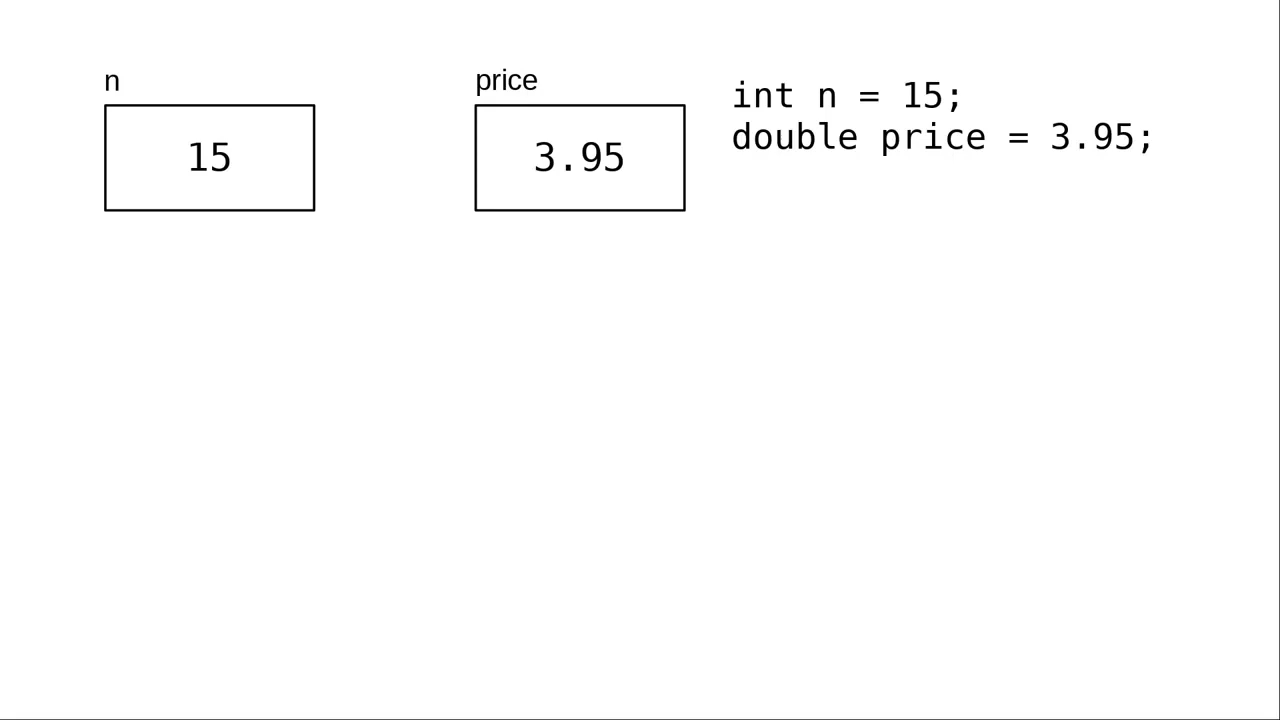 n
15
price
3.95
int n = 15;
double price = 3.95;